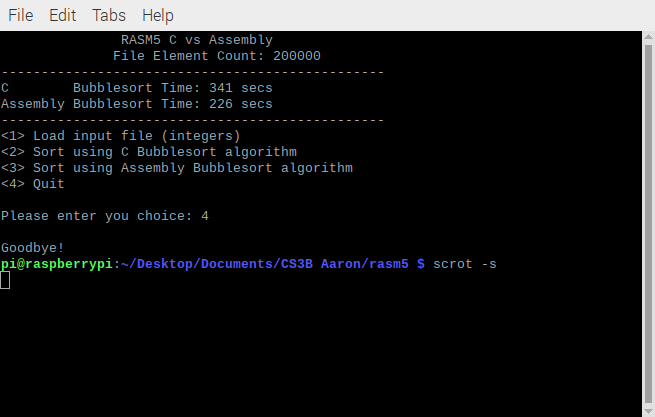 File Edit Tabs Help
RASM5 C vs Assembly
File Element Count: 200000
------------------------------------------------
C        Bubblesort Time: 341 secs
Assembly Bubblesort Time: 226 secs
------------------------------------------------
<1> Load input file (integers)
<2> Sort using C Bubblesort algorithm
<3> Sort using Assembly Bubblesort algorithm
<4> Quit
Please enter you choice: 4
Goodbye!
pi@raspberrypi:~/Desktop/Documents/CS3B Aaron/rasm5 $ scrot -s